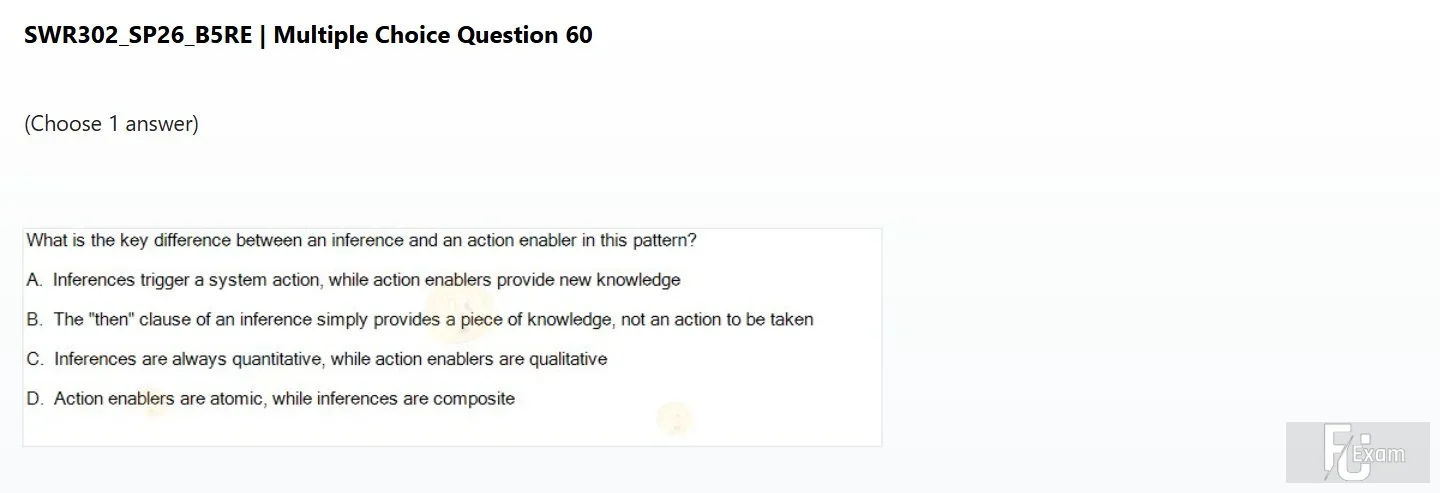 SWR302_SP26_B5RE | Multiple Choice Question 60
(Choose 1 answer)
What is the key difference between an inference and an action enabler in this pattern?
A. Inferences trigger a system action, while action enablers provide new knowledge
B. The "then" clause of an inference simply provides a piece of knowledge, not an action to be taken
C. Inferences are always quantitative, while action enablers are qualitative
D. Action enablers are atomic, while inferences are composite
Exam